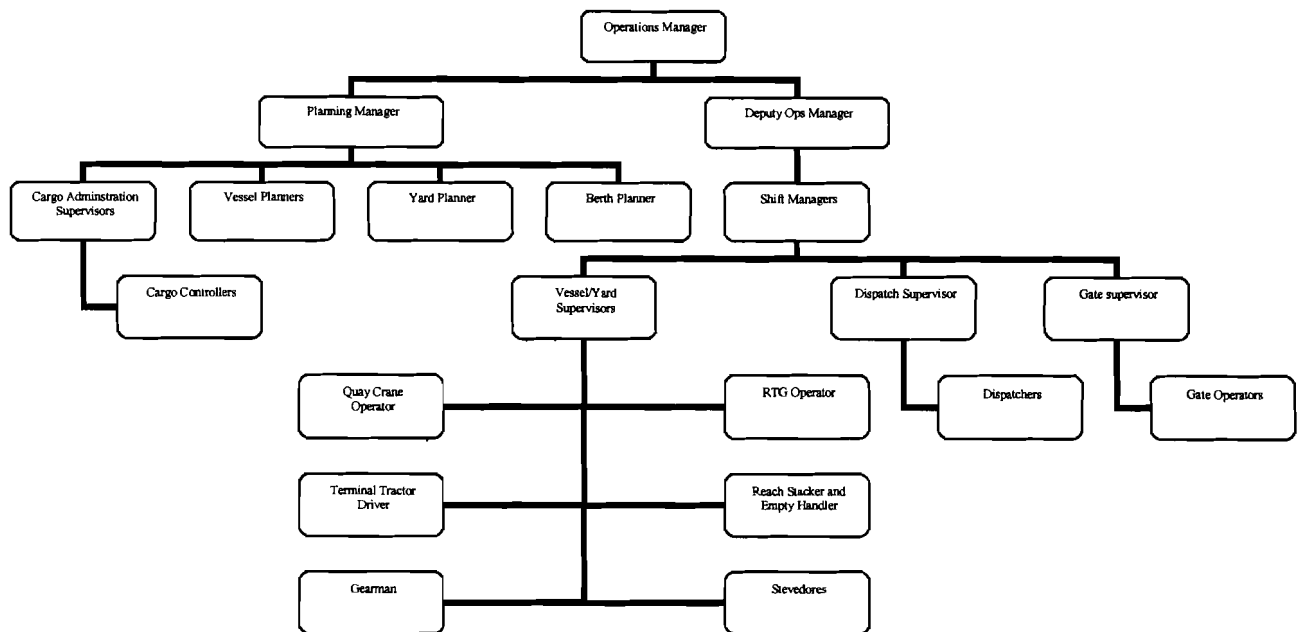 Operations Manager
Planning Manager
Deputy Ops Manager
Cargo Adminstration
Supervisors
Vessel Planners
Yard Planner
Berth Planner
Shift Managers
Cargo Controllers
Vessel/Yard
Supervisors
Dispatch Supervisor
Gate supervisor
Quay Crane
Operator
RTG Operator
Dispatchers
Gate Operators
Terminal Tractor
Driver
Reach Stacker and
Empty Handler
Gearman
Stevedores